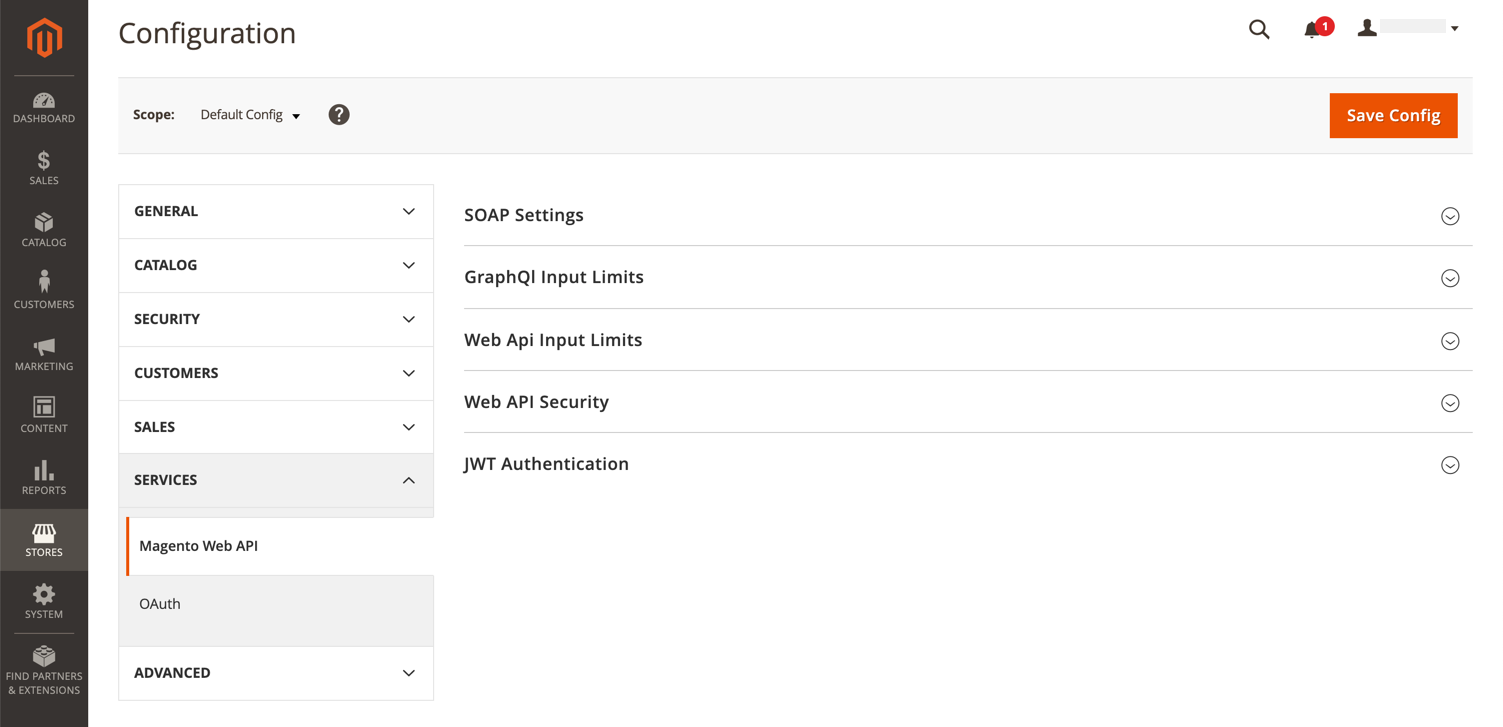 Configuration
1
Scope:
Default Config
?
Save Config
DASHBOARD
$
SALES
CATALOG
CUSTOMERS
MARKETING
CONTENT
REPORTS
STORES
SYSTEM
FIND PARTNERS
& EXTENSIONS
GENERAL
CATALOG
SECURITY
CUSTOMERS
SALES
SERVICES
Magento Web API
OAuth
ADVANCED
SOAP Settings
GraphQl Input Limits
Web Api Input Limits
Web API Security
JWT Authentication